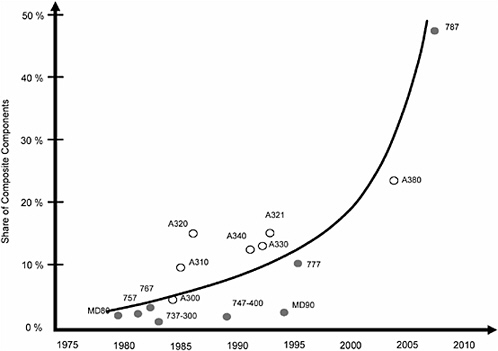 50 %
787
40 %
30 %
Share of Composite Components
A380
20 %
A320
A321
A340
A330
A310
10 %
777
767
757
A300
MD80
747-400
MD90
737-300
0 %
1975
1980
1985
1990
1995
2000
2005
2010